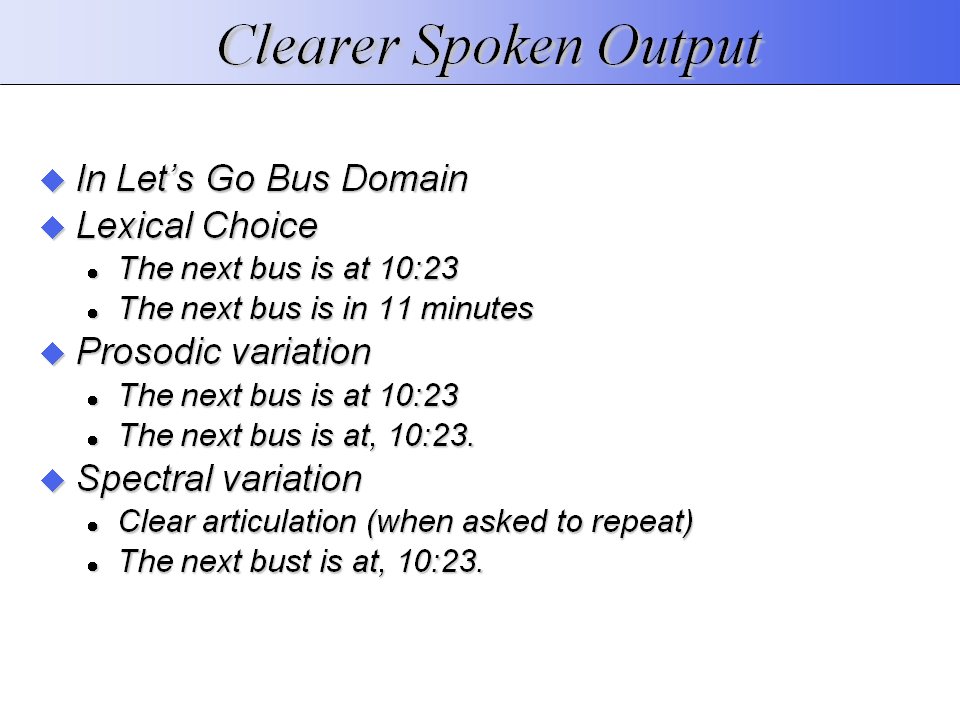 Clearer Spoken Output
In Let's Go Bus Domain
Lexical Choice
The next bus is at 10:23
The next bus is in 11 minutes
Prosodic variation
The next bus is at 10:23
The next bus is at, 10:23.
Spectral variation
Clear articulation (when asked to repeat)
The next bust is at, 10:23.